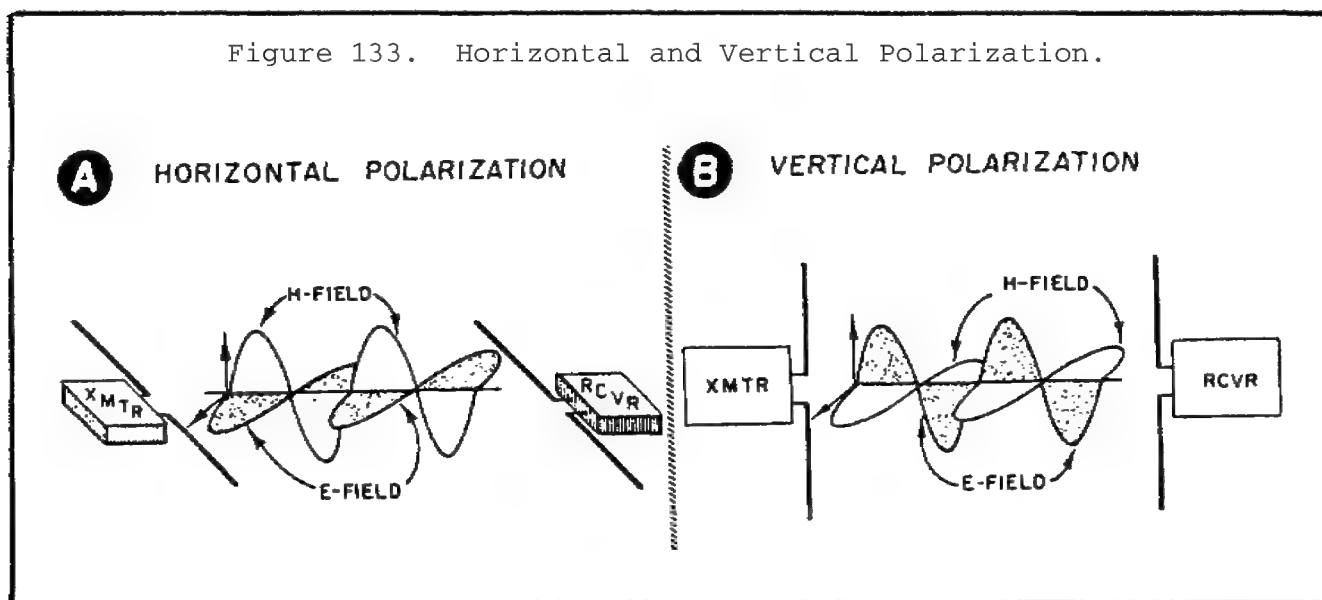 Figure 133. Horizontal and Vertical Polarization.
A HORIZONTAL POLARIZATION
H-FIELD
XMTR
RCVR
E-FIELD
B VERTICAL POLARIZATION
H-FIELD
XMTR
RCVR
E-FIELD